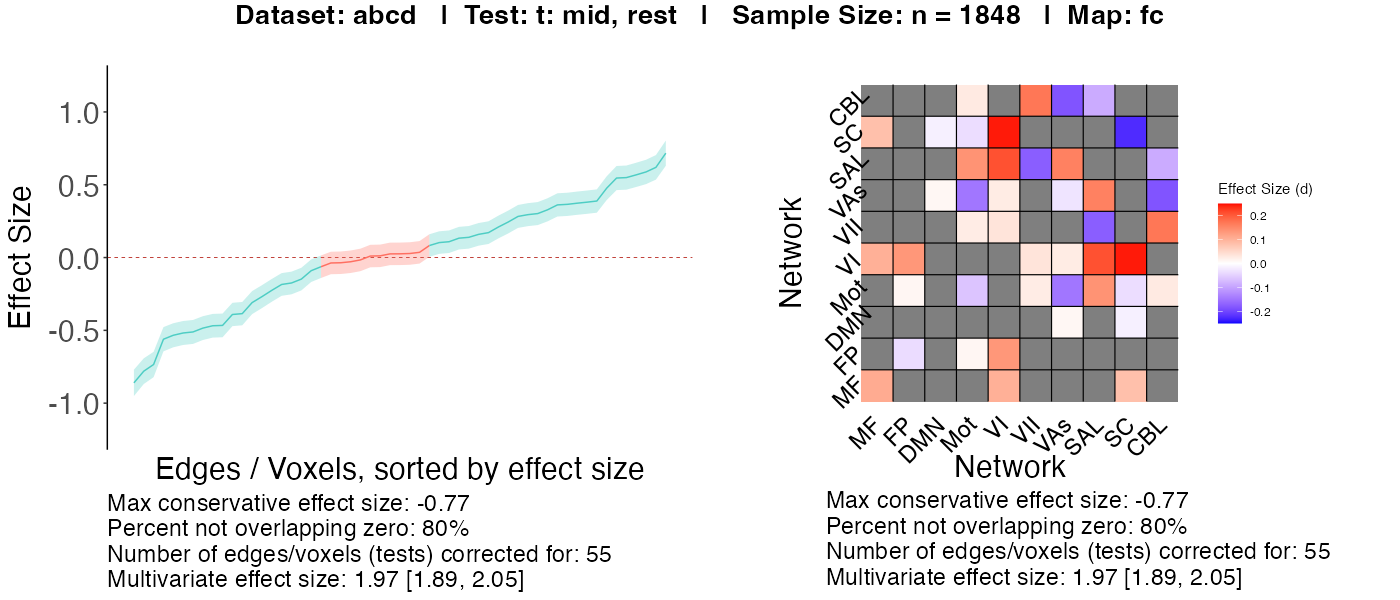 Dataset: abcd | Test: t: mid, rest | Sample Size: n = 1848 | Map: fc
Effect Size
1.0
0.5
0.0
-0.5
-1.0
Edges / Voxels, sorted by effect size
Max conservative effect size: -0.77
Percent not overlapping zero: 80%
Number of edges/voxels (tests) corrected for: 55
Multivariate effect size: 1.97 [1.89, 2.05]
Network
CBL
SC
SAL
VAs
VII
VI
Mot
DMN
FP
MF
MF FP DMN Mot VI VII VAs SAL SC CBL
Network
Effect Size (d)
0.2
0.1
0.0
-0.1
-0.2
Max conservative effect size: -0.77
Percent not overlapping zero: 80%
Number of edges/voxels (tests) corrected for: 55
Multivariate effect size: 1.97 [1.89, 2.05]